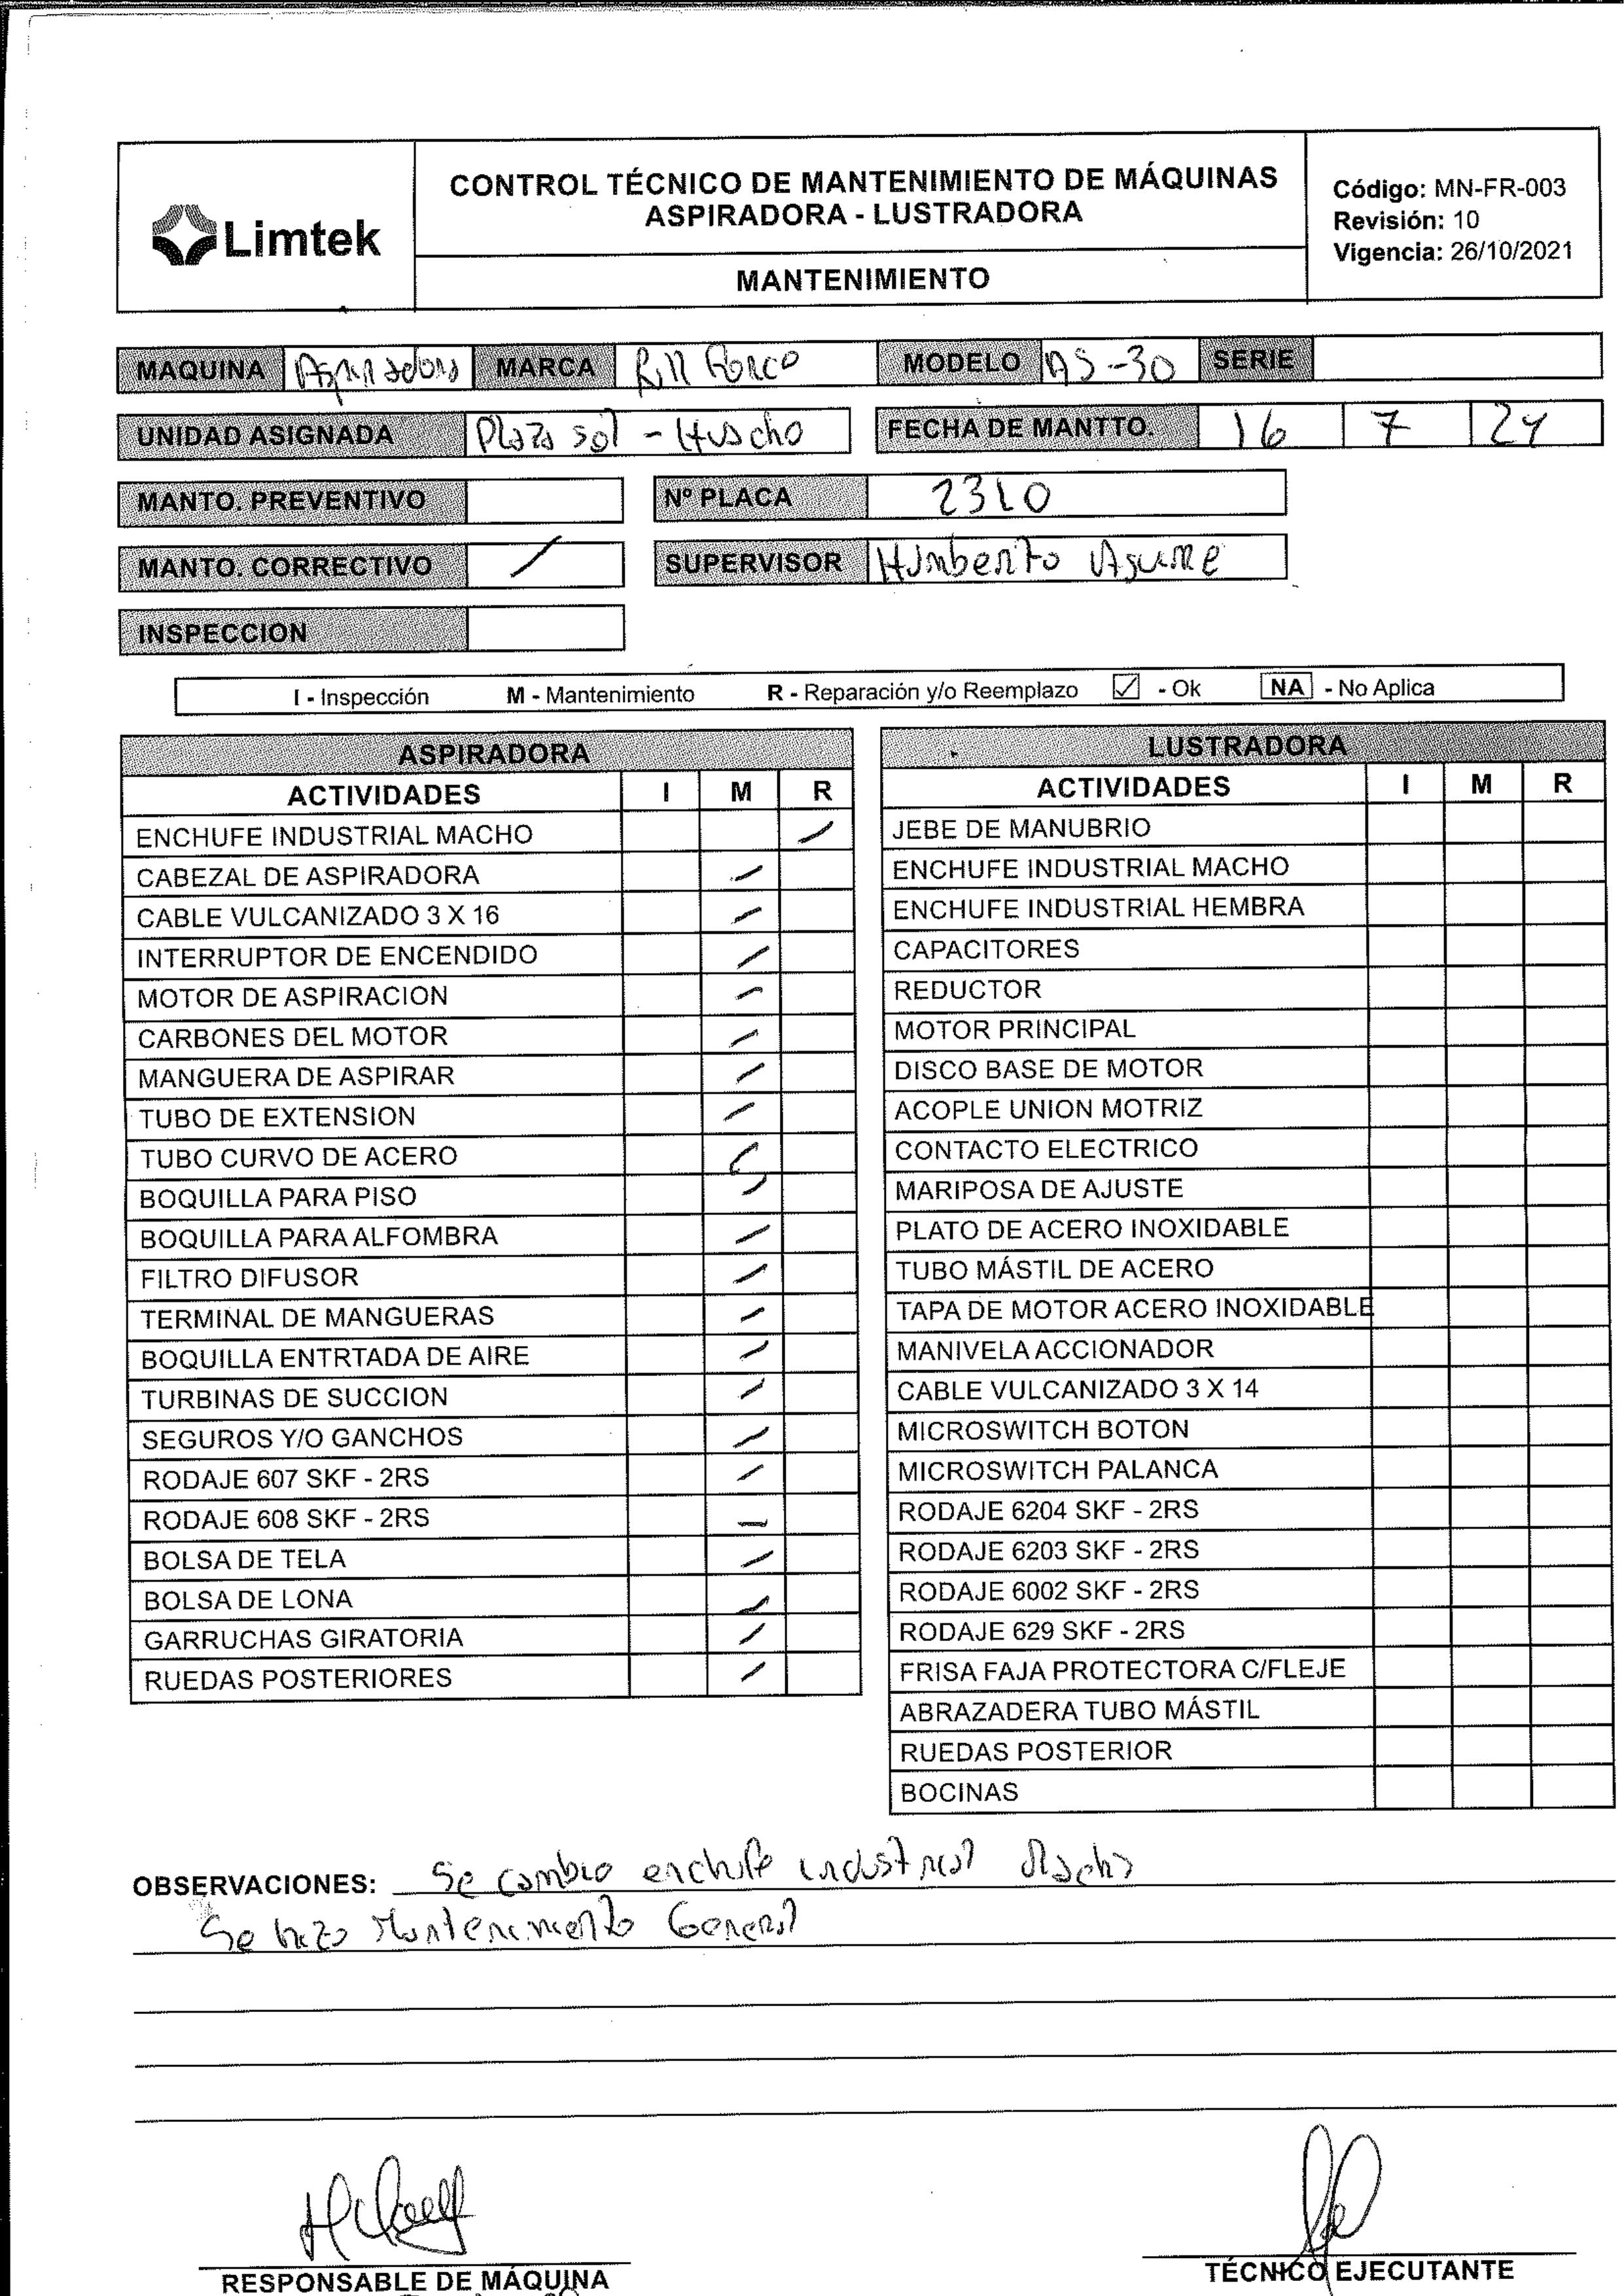 Limtek
CONTROL TÉCNICO DE MANTENIMIENTO DE MÁQUINAS
ASPIRADORA - LUSTRADORA
MANTENIMIENTO
Código: MN-FR-003
Revisión: 10
Vigencia: 26/10/2021
MAQUINA Aspiradora MARCA MODELO AS-30 SERIE
UNIDAD ASIGNADA Plaza sol - Huacho FECHA DE MANTTO. 16 7 24
MANTO. PREVENTIVO Nº PLACA 2310
MANTO. CORRECTIVO / SUPERVISOR Humberto Aguirre
INSPECCION
I - Inspección M - Mantenimiento R - Reparación y/o Reemplazo ☑ - Ok NA - No Aplica
ASPIRADORA
ACTIVIDADES I M R
ENCHUFE INDUSTRIAL MACHO /
CABEZAL DE ASPIRADORA /
CABLE VULCANIZADO 3 X 16 /
INTERRUPTOR DE ENCENDIDO /
MOTOR DE ASPIRACION /
CARBONES DEL MOTOR /
MANGUERA DE ASPIRAR /
TUBO DE EXTENSION /
TUBO CURVO DE ACERO /
BOQUILLA PARA PISO /
BOQUILLA PARA ALFOMBRA /
FILTRO DIFUSOR /
TERMINAL DE MANGUERAS /
BOQUILLA ENTRTADA DE AIRE /
TURBINAS DE SUCCION /
SEGUROS Y/O GANCHOS /
RODAJE 607 SKF - 2RS /
RODAJE 608 SKF - 2RS /
BOLSA DE TELA /
BOLSA DE LONA /
GARRUCHAS GIRATORIA /
RUEDAS POSTERIORES /
LUSTRADORA
ACTIVIDADES I M R
JEBE DE MANUBRIO
ENCHUFE INDUSTRIAL MACHO
ENCHUFE INDUSTRIAL HEMBRA
CAPACITORES
REDUCTOR
MOTOR PRINCIPAL
DISCO BASE DE MOTOR
ACOPLE UNION MOTRIZ
CONTACTO ELECTRICO
MARIPOSA DE AJUSTE
PLATO DE ACERO INOXIDABLE
TUBO MÁSTIL DE ACERO
TAPA DE MOTOR ACERO INOXIDABLE
MANIVELA ACCIONADOR
CABLE VULCANIZADO 3 X 14
MICROSWITCH BOTON
MICROSWITCH PALANCA
RODAJE 6204 SKF - 2RS
RODAJE 6203 SKF - 2RS
RODAJE 6002 SKF - 2RS
RODAJE 629 SKF - 2RS
FRISA FAJA PROTECTORA C/FLEJE
ABRAZADERA TUBO MÁSTIL
RUEDAS POSTERIOR
BOCINAS
OBSERVACIONES: Se cambio enchufe industrial Macho
Se hizo Mantenimiento General
RESPONSABLE DE MÁQUINA
TÉCNICO EJECUTANTE